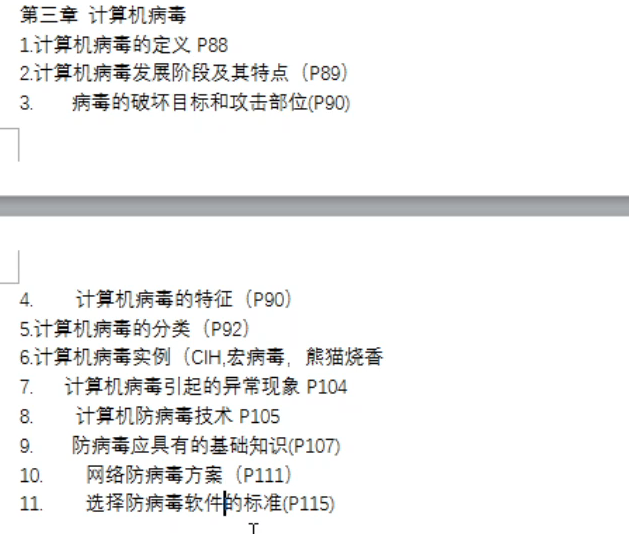 第三章 计算机病毒
1.计算机病毒的定义 P88
2.计算机病毒发展阶段及其特点（P89）
3. 病毒的破坏目标和攻击部位(P90)
4. 计算机病毒的特征（P90）
5.计算机病毒的分类（P92）
6.计算机病毒实例（CIH,宏病毒，熊猫烧香
7. 计算机病毒引起的异常现象 P104
8. 计算机防病毒技术 P105
9. 防病毒应具有的基础知识(P107)
10. 网络防病毒方案（P111）
11. 选择防病毒软件的标准(P115)